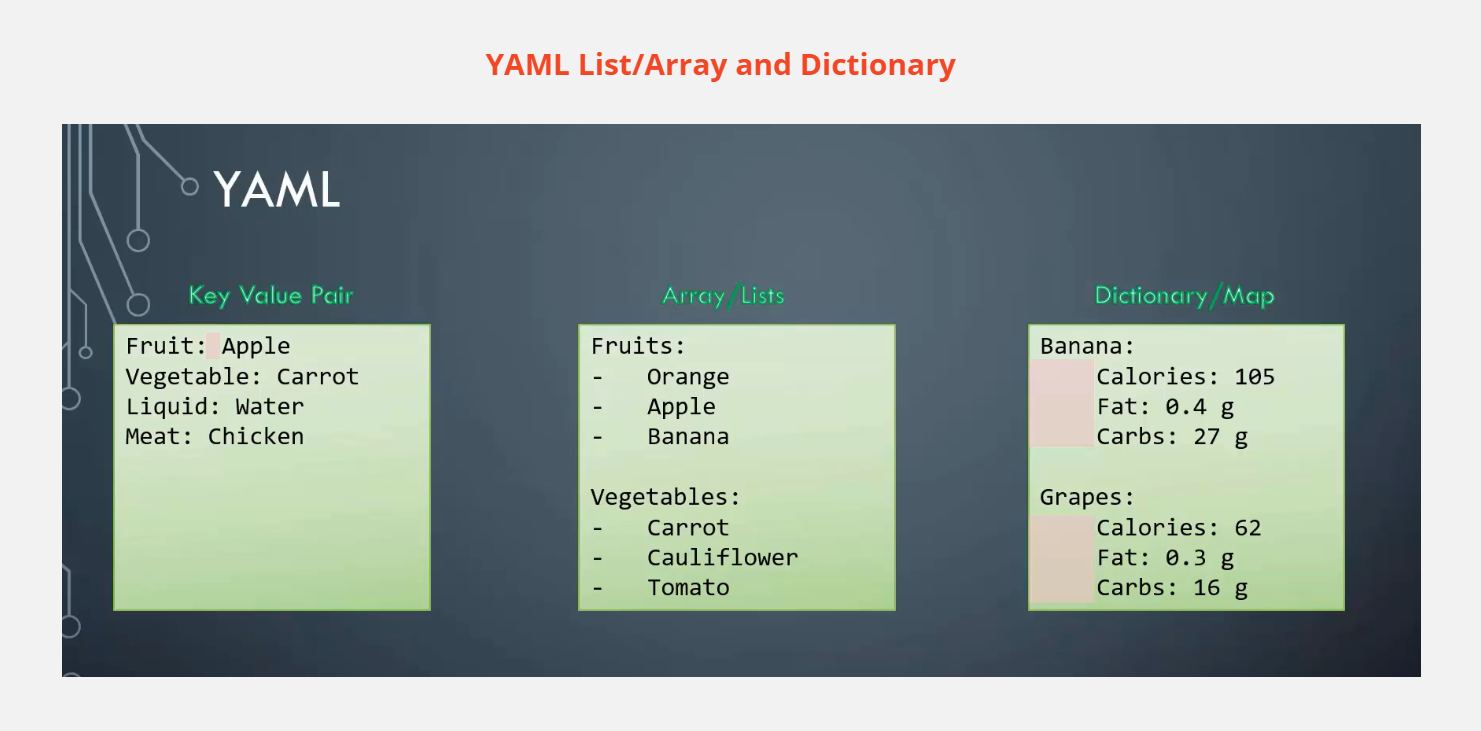 YAML List/Array and Dictionary
YAML
Key Value Pair
Fruit: Apple
Vegetable: Carrot
Liquid: Water
Meat: Chicken
Array/Lists
Fruits:
- Orange
- Apple
- Banana
Vegetables:
- Carrot
- Cauliflower
- Tomato
Dictionary/Map
Banana:
Calories: 105
Fat: 0.4 g
Carbs: 27 g
Grapes:
Calories: 62
Fat: 0.3 g
Carbs: 16 g